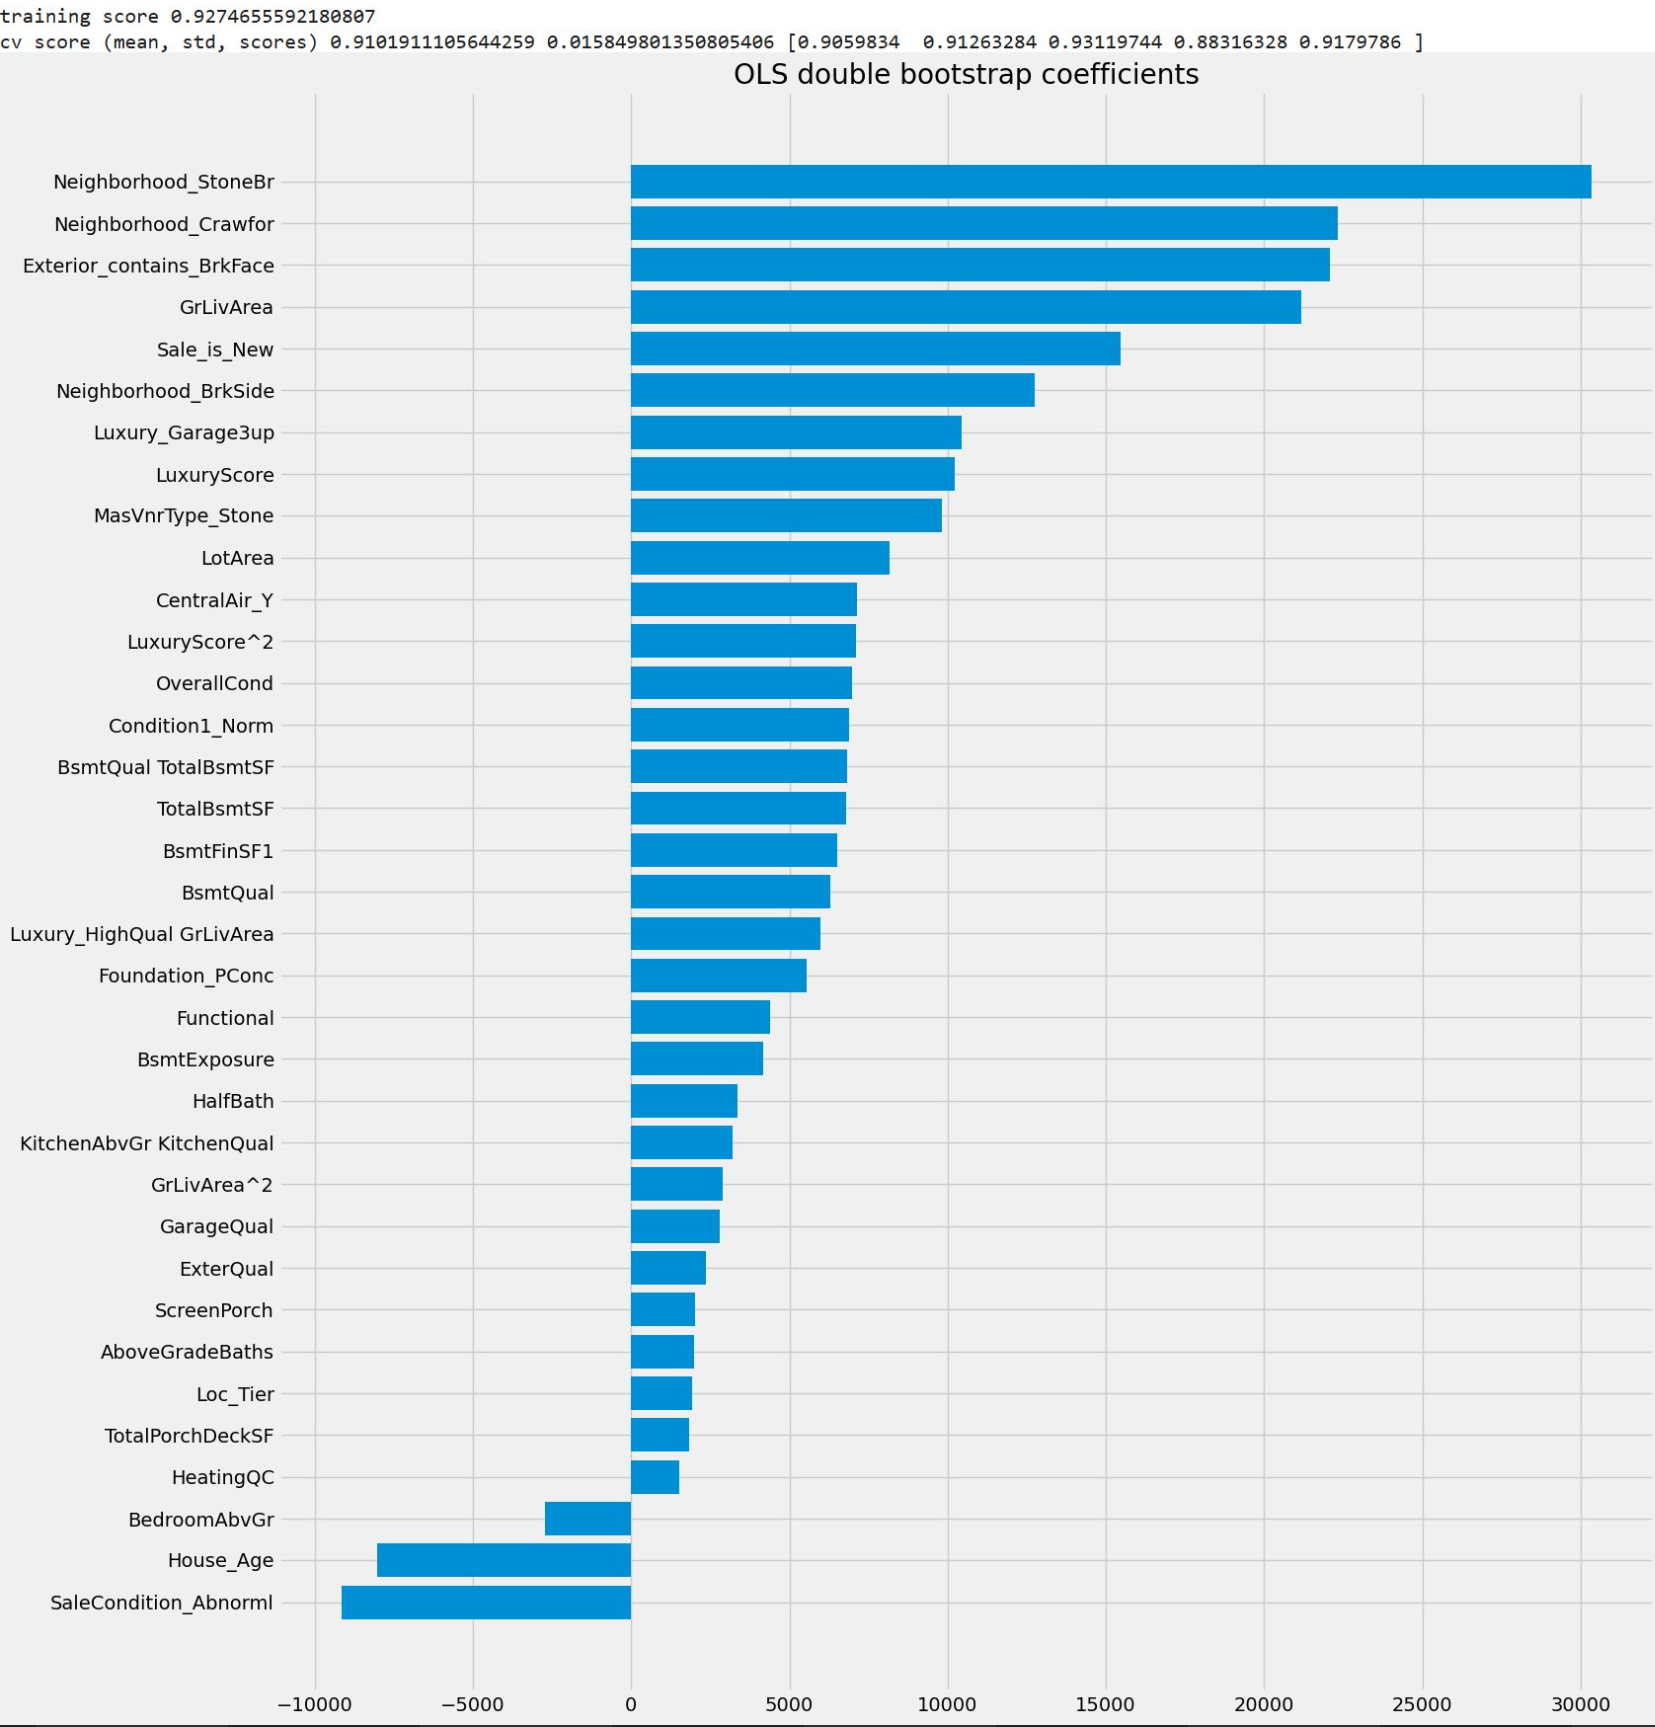 training score 0.9274655592180807
cv score (mean, std, scores) 0.9101911105644259 0.015849801350805406 [0.9059834  0.91263284 0.93119744 0.88316328 0.9179786 ]
OLS double bootstrap coefficients
Neighborhood_StoneBr
Neighborhood_Crawfor
Exterior_contains_BrkFace
GrLivArea
Sale_is_New
Neighborhood_BrkSide
Luxury_Garage3up
LuxuryScore
MasVnrType_Stone
LotArea
CentralAir_Y
LuxuryScore^2
OverallCond
Condition1_Norm
BsmtQual TotalBsmtSF
TotalBsmtSF
BsmtFinSF1
BsmtQual
Luxury_HighQual GrLivArea
Foundation_PConc
Functional
BsmtExposure
HalfBath
KitchenAbvGr KitchenQual
GrLivArea^2
GarageQual
ExterQual
ScreenPorch
AboveGradeBaths
Loc_Tier
TotalPorchDeckSF
HeatingQC
BedroomAbvGr
House_Age
SaleCondition_Abnorml
−10000 −5000 0 5000 10000 15000 20000 25000 30000